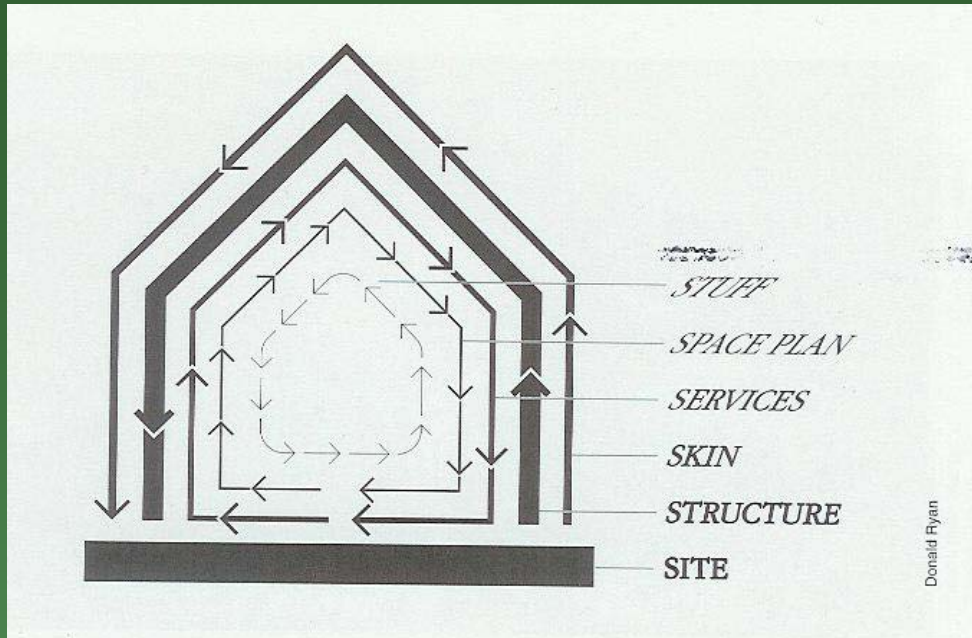 STUFF
SPACE PLAN
SERVICES
SKIN
STRUCTURE
SITE
Donald Ryan